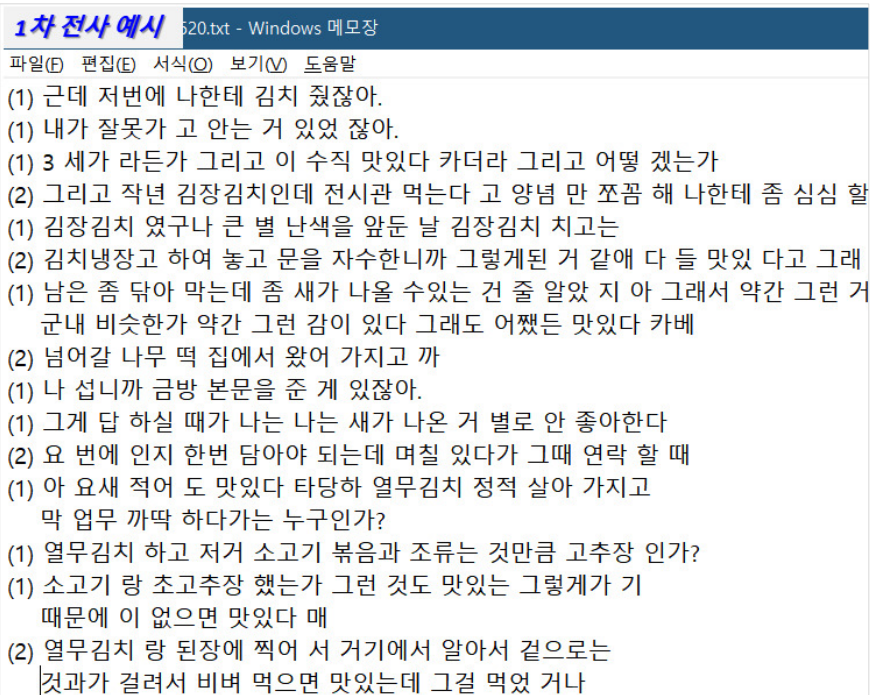 1차 전사 예시
520.txt - Windows 메모장
파일(F) 편집(E) 서식(O) 보기(V) 도움말
(1) 근데 저번에 나한테 김치 줬잖아.
(1) 내가 잘못가 고 안는 거 있었 잖아.
(1) 3 세가 라든가 그리고 이 수직 맛있다 카더라 그리고 어떻 겠는가
(2) 그리고 작년 김장김치인데 전시관 먹는다 고 양념 만 쪼꼼 해 나한테 좀 심심 할
(1) 김장김치 였구나 큰 별 난색을 앞둔 날 김장김치 치고는
(2) 김치냉장고 하여 놓고 문을 자수한니까 그렇게된 거 같애 다 들 맛있 다고 그래
(1) 남은 좀 닦아 막는데 좀 새가 나올 수있는 건 줄 알았 지 아 그래서 약간 그런 거
군내 비슷한가 약간 그런 감이 있다 그래도 어쨌든 맛있다 카베
(2) 넘어갈 나무 떡 집에서 왔어 가지고 까
(1) 나 섭니까 금방 본문을 준 게 있잖아.
(1) 그게 답 하실 때가 나는 나는 새가 나온 거 별로 안 좋아한다
(2) 요 번에 인지 한번 담아야 되는데 며칠 있다가 그때 연락 할 때
(1) 아 요새 적어 도 맛있다 타당하 열무김치 정적 살아 가지고
막 업무 까딱 하다가는 누구인가?
(1) 열무김치 하고 저거 소고기 볶음과 조류는 것만큼 고추장 인가?
(1) 소고기 랑 초고추장 했는가 그런 것도 맛있는 그렇게가 기
때문에 이 없으면 맛있다 매
(2) 열무김치 랑 된장에 찍어 서 거기에서 알아서 겉으로는
것과가 걸려서 비벼 먹으면 맛있는데 그걸 먹었 거나